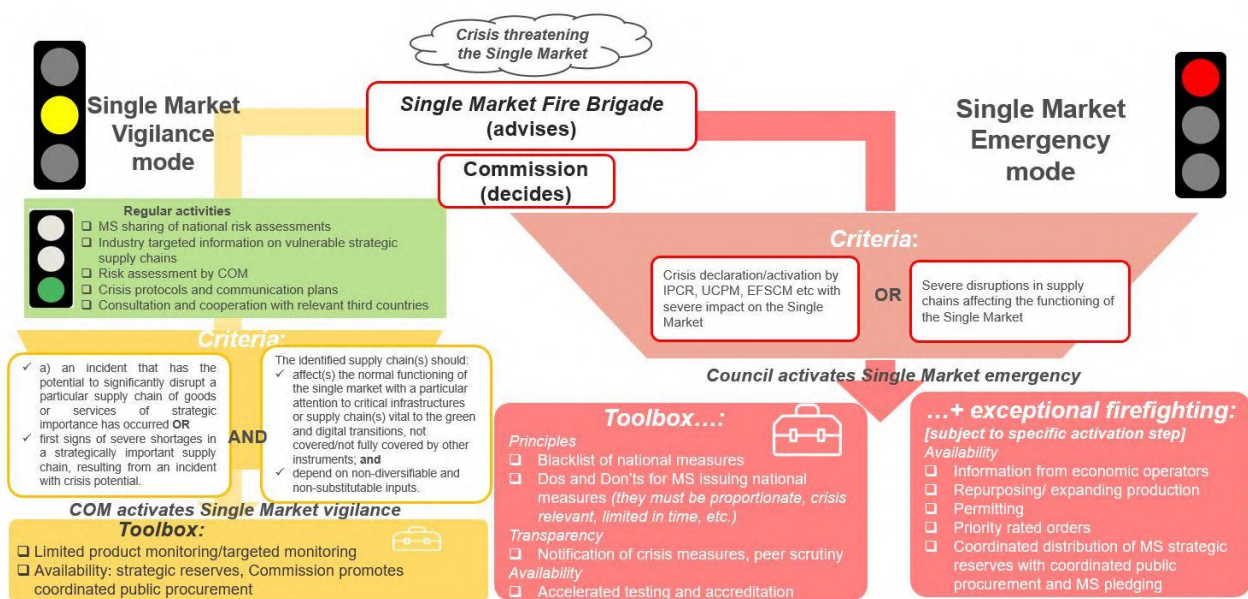 Crisis threatening
the Single Market
Single Market Fire Brigade
(advises)
Commission
(decides)
Single Market
Vigilance
mode
Single Market
Emergency
mode
Regular activities
❑ MS sharing of national risk assessments
❑ Industry targeted information on vulnerable strategic
supply chains
❑ Risk assessment by COM
❑ Crisis protocols and communication plans
❑ Consultation and cooperation with relevant third countries
Criteria:
✓ a) an incident that has the
potential to significantly disrupt a
particular supply chain of goods
or services of strategic
importance has occurred OR
✓ first signs of severe shortages in
a strategically important supply
chain, resulting from an incident
with crisis potential.
AND
The identified supply chain(s) should:
✓ affect(s) the normal functioning of
the single market with a particular
attention to critical infrastructures
or supply chain(s) vital to the green
and digital transitions, not
covered/not fully covered by other
instruments; and
✓ depend on non-diversifiable and
non-substitutable inputs.
COM activates Single Market vigilance
Toolbox:
❑ Limited product monitoring/targeted monitoring
❑ Availability: strategic reserves, Commission promotes
coordinated public procurement
Criteria:
Crisis declaration/activation by
IPCR, UCPM, EFSCM etc with
severe impact on the Single
Market
OR
Severe disruptions in supply
chains affecting the functioning of
the Single Market
Council activates Single Market emergency
Toolbox…:
Principles
❑ Blacklist of national measures
❑ Dos and Don'ts for MS issuing national
measures (they must be proportionate, crisis
relevant, limited in time, etc.)
Transparency
❑ Notification of crisis measures, peer scrutiny
Availability
❑ Accelerated testing and accreditation
…+ exceptional firefighting:
[subject to specific activation step]
Availability
❑ Information from economic operators
❑ Repurposing/ expanding production
❑ Permitting
❑ Priority rated orders
❑ Coordinated distribution of MS strategic
reserves with coordinated public
procurement and MS pledging